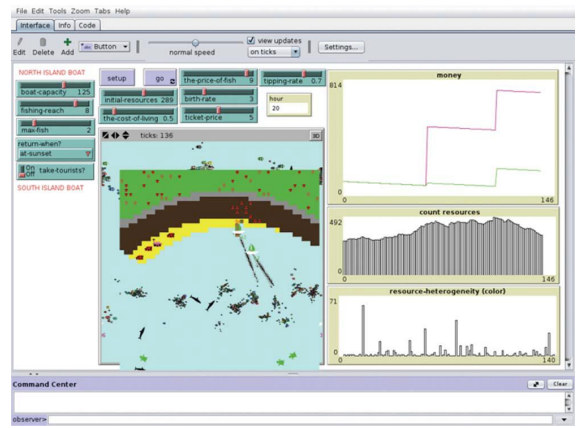 File Edit Tools Zoom Tabs Help
Interface Info Code
Edit Delete Add Abc Button normal speed view updates on ticks Settings...
NORTH ISLAND BOAT
boat-capacity 125
fishing-reach 8
max-fish 2
return-when?
at-sunset
On
Off take-tourists?
SOUTH ISLAND BOAT
setup go the-price-of-fish 9 tipping-rate 0.7
initial-resources 289 birth-rate 3
the-cost-of-living 0.5 ticket-price 5
hour
20
ticks: 136 3D
money
814
0
0 146
count resources
492
0
0 146
resource-heterogeneity (color)
71
0
0 140
Command Center Clear
observer>